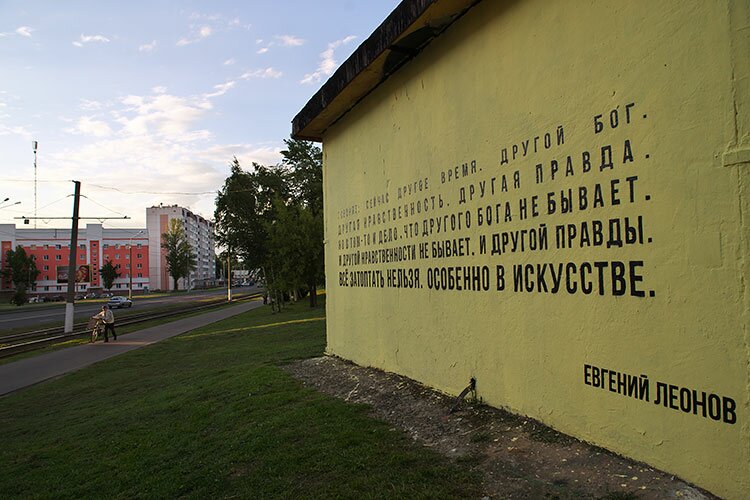 ГОВОРЯТ: СЕЙЧАС ДРУГОЕ ВРЕМЯ. ДРУГОЙ БОГ.
ДРУГАЯ НРАВСТВЕННОСТЬ. ДРУГАЯ ПРАВДА.
НО В ТОМ-ТО И ДЕЛО, ЧТО ДРУГОГО БОГА НЕ БЫВАЕТ.
И ДРУГОЙ НРАВСТВЕННОСТИ НЕ БЫВАЕТ. И ДРУГОЙ ПРАВДЫ.
ВСЁ ЗАТОПТАТЬ НЕЛЬЗЯ. ОСОБЕННО В ИСКУССТВЕ.
ЕВГЕНИЙ ЛЕОНОВ